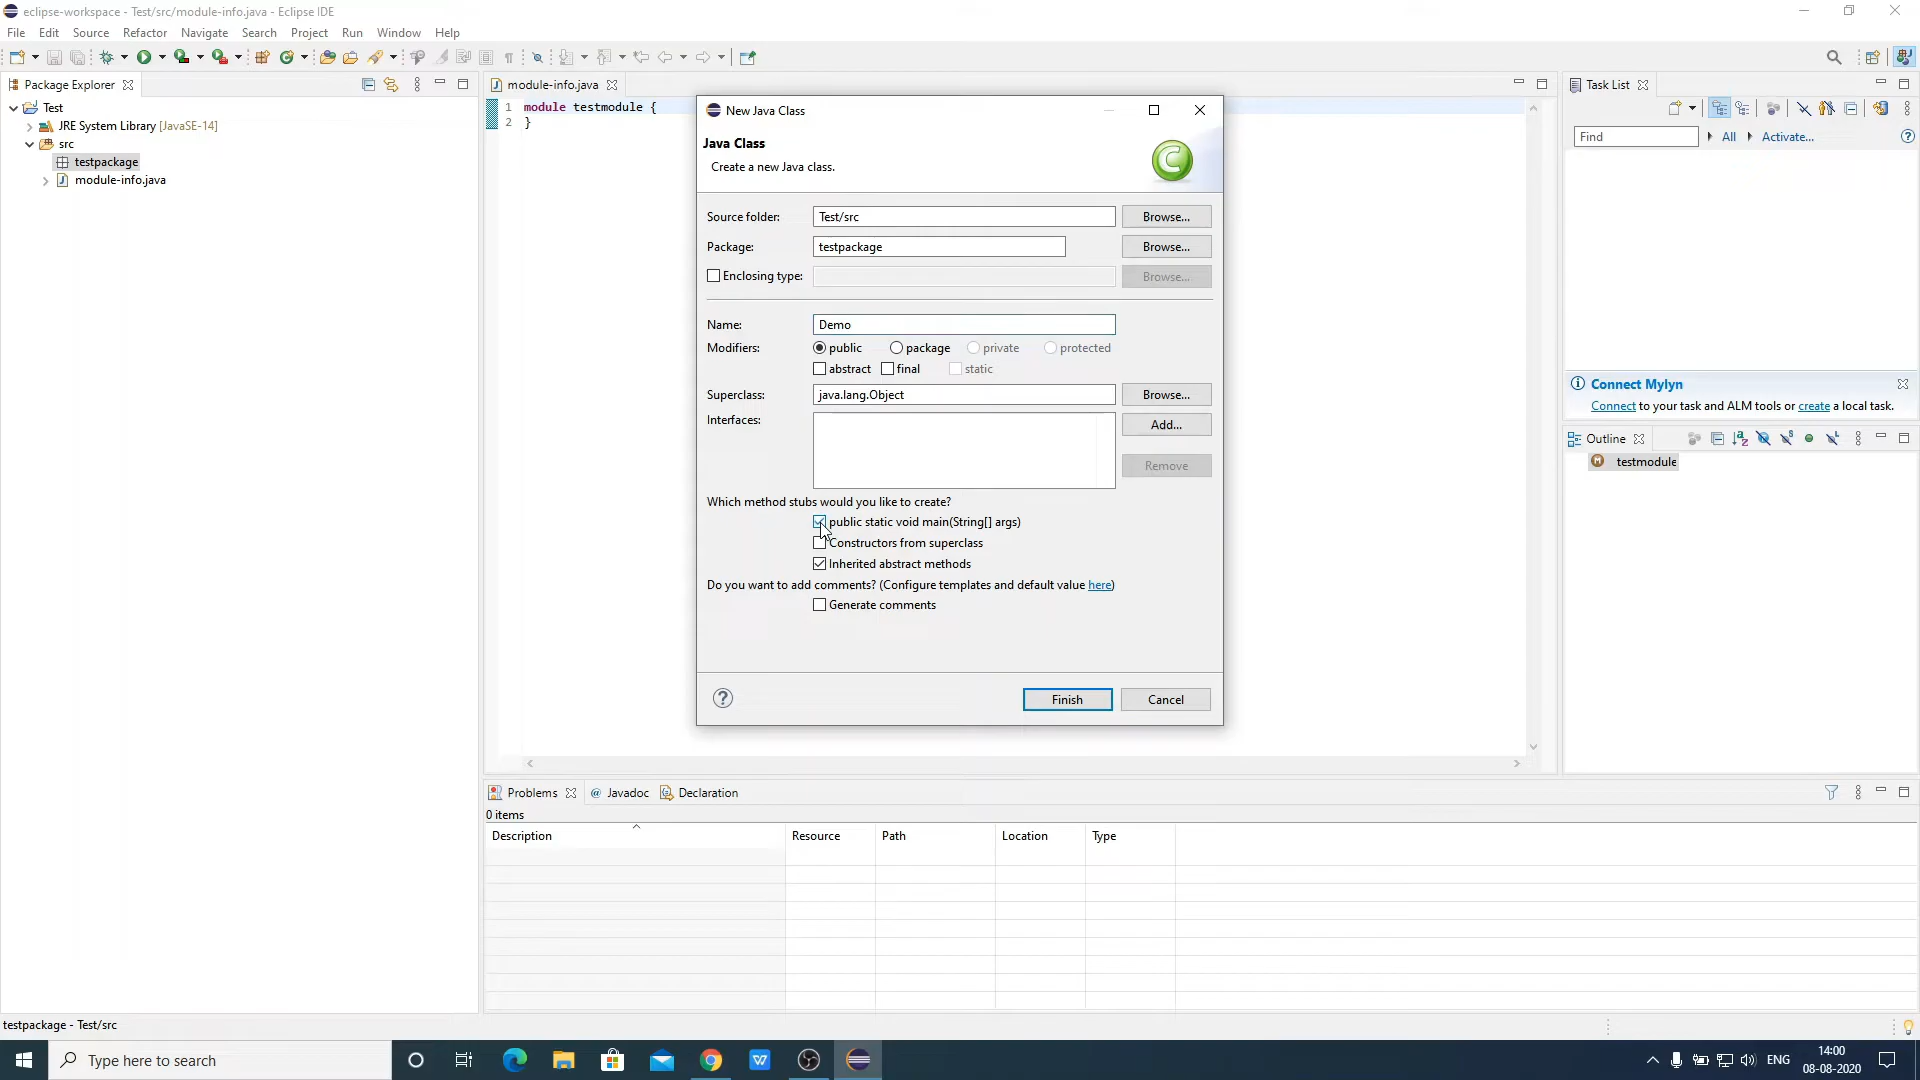 eclipse-workspace - Test/src/module-info.java - Eclipse IDE
File Edit Source Refactor Navigate Search Project Run Window Help
Package Explorer
Test
JRE System Library [JavaSE-14]
src
testpackage
module-info.java
module-info.java
1 module testmodule {
2 }
New Java Class
Java Class
Create a new Java class.
Source folder: Test/src Browse...
Package: testpackage Browse...
Enclosing type: Browse...
Name: Demo
Modifiers: public package private protected
abstract final static
Superclass: java.lang.Object Browse...
Interfaces: Add...
Remove
Which method stubs would you like to create?
public static void main(String[] args)
Constructors from superclass
Inherited abstract methods
Do you want to add comments? (Configure templates and default value here)
Generate comments
Finish Cancel
Task List
Find All Activate...
Connect Mylyn
Connect to your task and ALM tools or create a local task.
Outline
testmodule
Problems Javadoc Declaration
0 items
Description Resource Path Location Type
testpackage - Test/src
Type here to search
ENG
14:00
08-08-2020